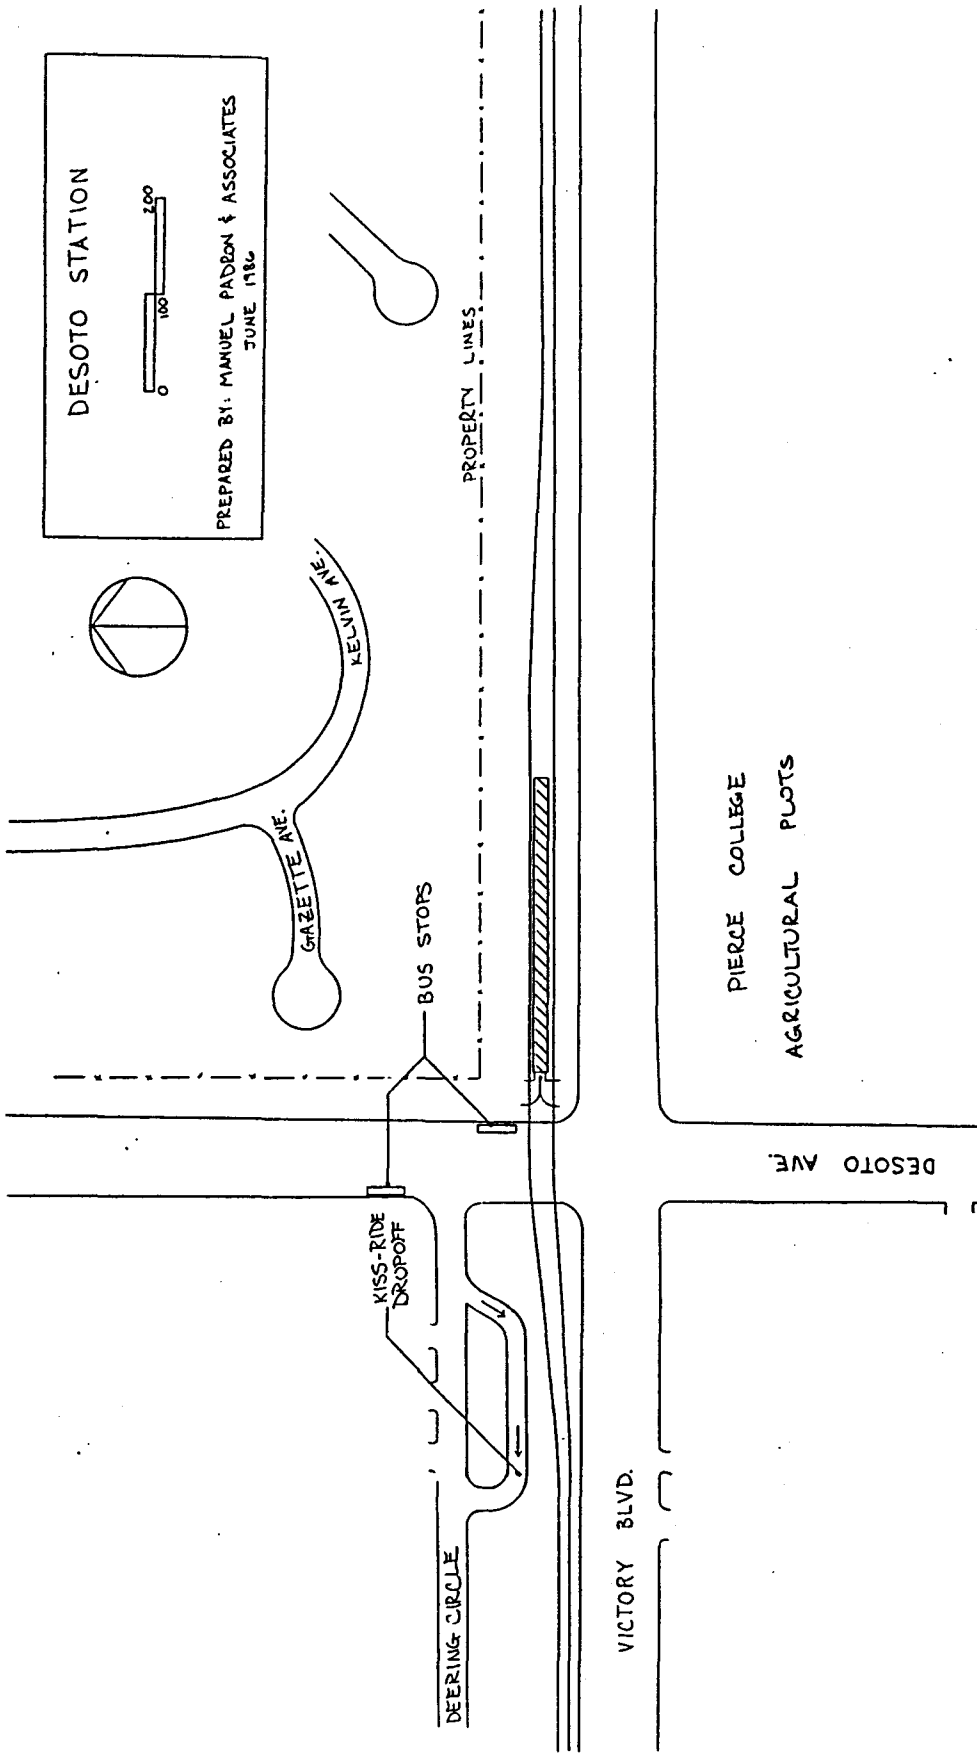 DESOTO STATION
0
100
200
PREPARED BY: MANUEL PADRON & ASSOCIATES
JUNE 1986
KELVIN AVE.
GAZETTE AVE.
PROPERTY LINES
BUS STOPS
KISS-RIDE
DROPOFF
DEERING CIRCLE
VICTORY BLVD.
DESOTO AVE.
PIERCE COLLEGE
AGRICULTURAL PLOTS